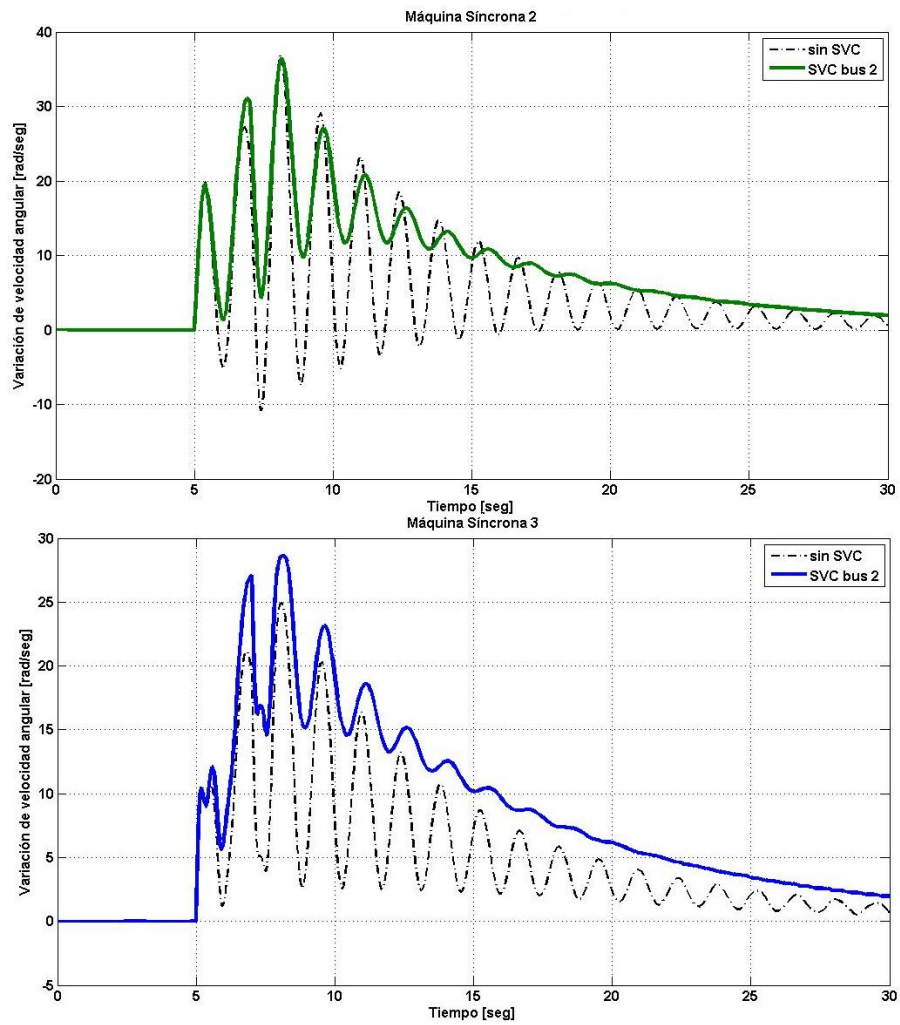 Máquina Síncrona 2
sin SVC
SVC bus 2
Variación de velocidad angular [rad/seg]
40
30
20
10
0
-10
-20
0 5 10 15 20 25 30
Tiempo [seg]
Máquina Síncrona 3
sin SVC
SVC bus 2
Variación de velocidad angular [rad/seg]
30
25
20
15
10
5
0
-5
0 5 10 15 20 25 30
Tiempo [seg]